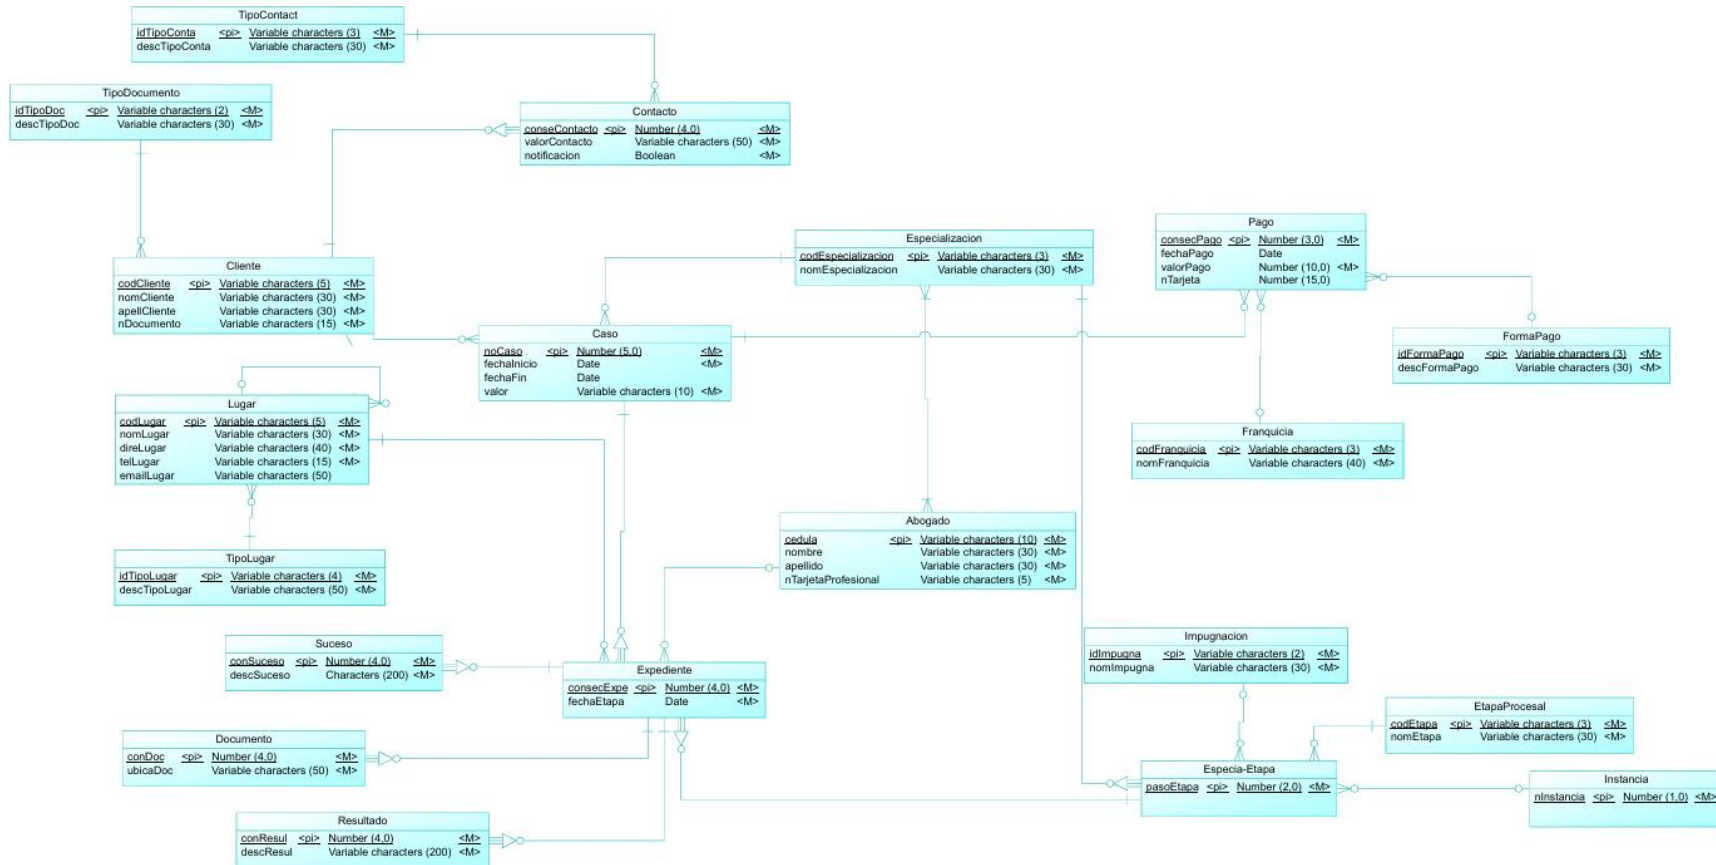 TipoContact
idTipoConta <pi> Variable characters (3) <M>
descTipoConta Variable characters (30) <M>
TipoDocumento
idTipoDoc <pi> Variable characters (2) <M>
descTipoDoc Variable characters (30) <M>
Contacto
conseContacto <pi> Number (4,0) <M>
valorContacto Variable characters (50) <M>
notificacion Boolean <M>
Cliente
codCliente <pi> Variable characters (5) <M>
nomCliente Variable characters (30) <M>
apellCliente Variable characters (30) <M>
nDocumento Variable characters (15) <M>
Especializacion
codEspecializacion <pi> Variable characters (3) <M>
nomEspecializacion Variable characters (30) <M>
Pago
consecPago <pi> Number (3,0) <M>
fechaPago Date
valorPago Number (10,0) <M>
nTarjeta Number (15,0)
Caso
noCaso <pi> Number (5,0) <M>
fechaInicio Date <M>
fechaFin Date
valor Variable characters (10) <M>
FormaPago
idFormaPago <pi> Variable characters (3) <M>
descFormaPago Variable characters (30) <M>
Lugar
codLugar <pi> Variable characters (5) <M>
nomLugar Variable characters (30) <M>
direLugar Variable characters (40) <M>
telLugar Variable characters (15) <M>
emailLugar Variable characters (50)
Franquicia
codFranquicia <pi> Variable characters (3) <M>
nomFranquicia Variable characters (40) <M>
Abogado
cedula <pi> Variable characters (10) <M>
nombre Variable characters (30) <M>
apellido Variable characters (30) <M>
nTarjetaProfesional Variable characters (5) <M>
TipoLugar
idTipoLugar <pi> Variable characters (4) <M>
descTipoLugar Variable characters (50) <M>
Suceso
conSuceso <pi> Number (4,0) <M>
descSuceso Characters (200) <M>
Expediente
consecExpe <pi> Number (4,0) <M>
fechaEtapa Date <M>
Impugnacion
idImpugna <pi> Variable characters (2) <M>
nomImpugna Variable characters (30) <M>
EtapaProcesal
codEtapa <pi> Variable characters (3) <M>
nomEtapa Variable characters (30) <M>
Documento
conDoc <pi> Number (4,0) <M>
ubicaDoc Variable characters (50) <M>
Especia-Etapa
pasoEtapa <pi> Number (2,0) <M>
Instancia
nInstancia <pi> Number (1,0) <M>
Resultado
conResul <pi> Number (4,0) <M>
descResul Variable characters (200) <M>